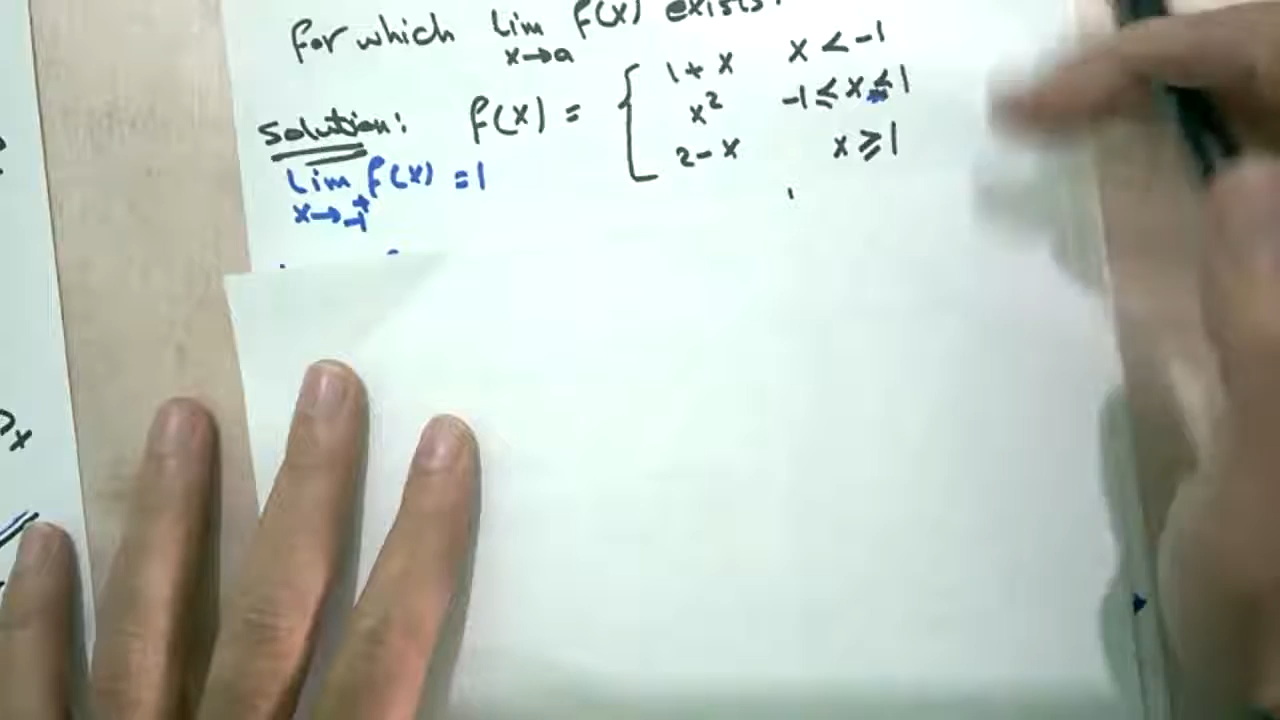 for which lim f(x) exists.
x→a
Solution: f(x) = { 1+x x < -1
x² -1 ≤ x ≤ 1
2-x x ≥ 1
lim f(x) = 1
x→-1⁺